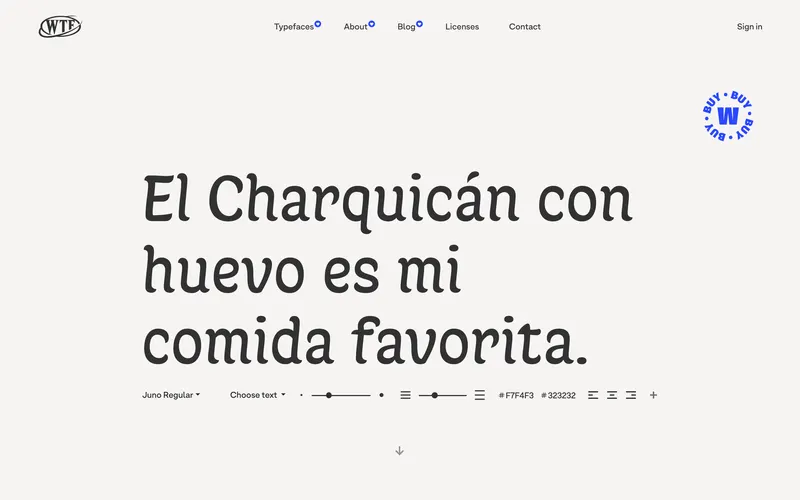 WTF
Typefaces
About
Blog
Licenses
Contact
Sign in
BUY • BUY • BUY • BUY •
W
El Charquicán con
huevo es mi
comida favorita.
Juno Regular
Choose text
#F7F4F3
#323232